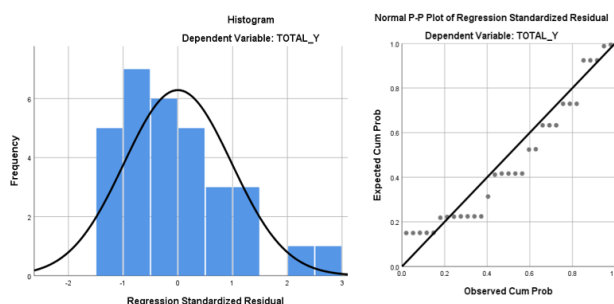 Histogram
Dependent Variable: TOTAL_Y
Frequency
6
4
2
0
-2 -1 0 1 2 3
Regression Standardized Residual
Normal P-P Plot of Regression Standardized Residual
Dependent Variable: TOTAL_Y
Expected Cum Prob
1.0
0.8
0.6
0.4
0.2
0.0
0.0 0.2 0.4 0.6 0.8 1.0
Observed Cum Prob